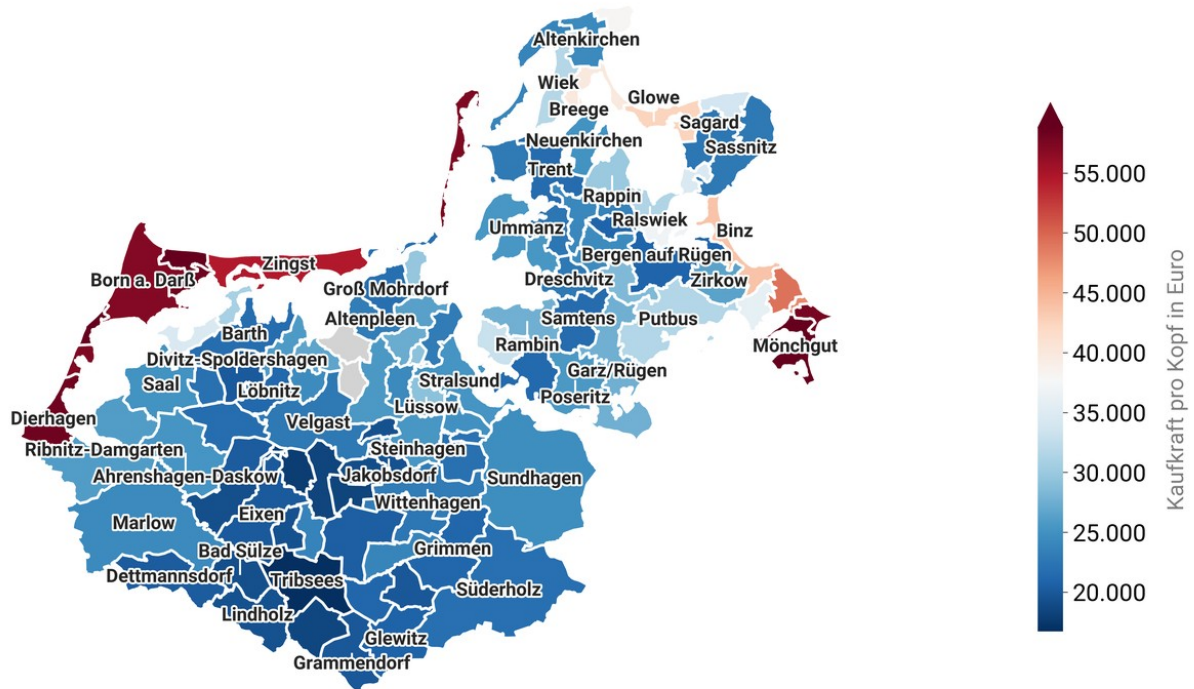 Altenkirchen
Wiek
Glowe
Breege
Sagard
Neuenkirchen
Sassnitz
Trent
Rappin
Ummanz
Ralswiek
Binz
Bergen auf Rügen
Born a. Darß
Zingst
Dreschvitz
Zirkow
Groß Mohrdorf
Altenpleen
Samtens
Putbus
Barth
Rambin
Mönchgut
Divitz-Spoldershagen
Garz/Rügen
Saal
Löbnitz
Stralsund
Poseritz
Lüssow
Dierhagen
Velgast
Ribnitz-Damgarten
Steinhagen
Ahrenshagen-Daskow
Jakobsdorf
Sundhagen
Wittenhagen
Eixen
Marlow
Bad Sülze
Grimmen
Dettmannsdorf
Tribsees
Süderholz
Lindholz
Glewitz
Grammendorf
55.000
50.000
45.000
40.000
35.000
30.000
25.000
20.000
Kaufkraft pro Kopf in Euro